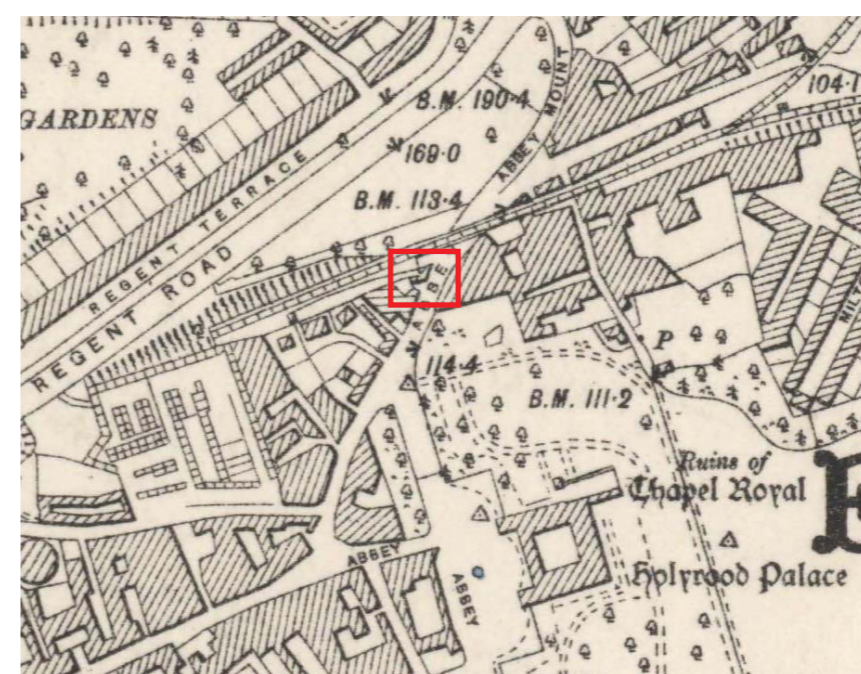 GARDENS
B.M. 190·4
ABBEY MOUNT
104·1
169·0
B.M. 113·4
REGENT TERRACE
REGENT ROAD
ABBE
P
114·4
B.M. 111·2
Ruins of
Chapel Royal
E
Holyrood Palace
ABBEY
ABBEY